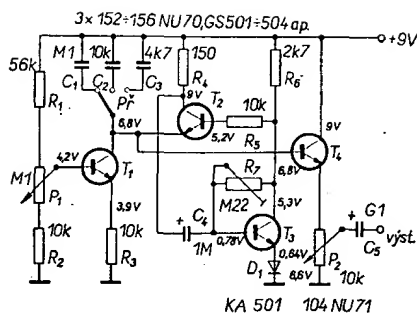 3× 152÷156 NU70, GS501÷504 ap.
+9V
M1 10k 4k7 150 2k7
56k
C1 C2 C3 R4 R6
Př
9V
R1
T2 10k
6,8V
5,2V R5
9V
4,2V T1
R7
6,8V T4
M1
P1
M22
5,3V
3,9V
C4
G1
10k 10k
+ 1M 0,78V T3
+ C5 výst.
R2 R3
D1 0,64V P2
6,6V 10k
KA 501 104 NU71